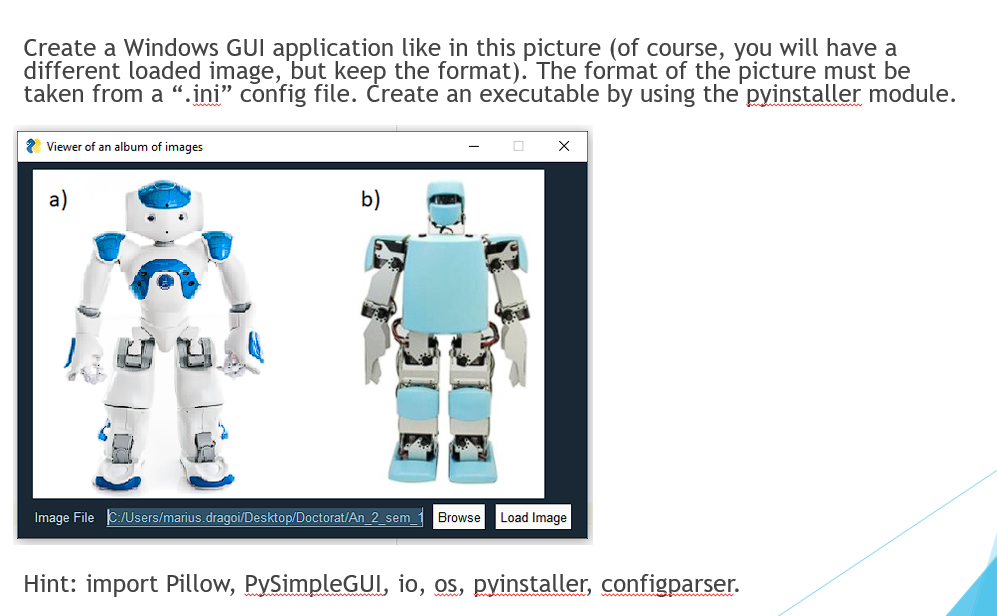 Create a Windows GUI application like in this picture (of course, you will have a
different loaded image, but keep the format). The format of the picture must be
taken from a “.ini” config file. Create an executable by using the pyinstaller module.
Viewer of an album of images
a)
b)
Image File C:/Users/marius.dragoi/Desktop/Doctorat/An_2_sem_1 Browse Load Image
Hint: import Pillow, PySimpleGUI, io, os, pyinstaller, configparser.